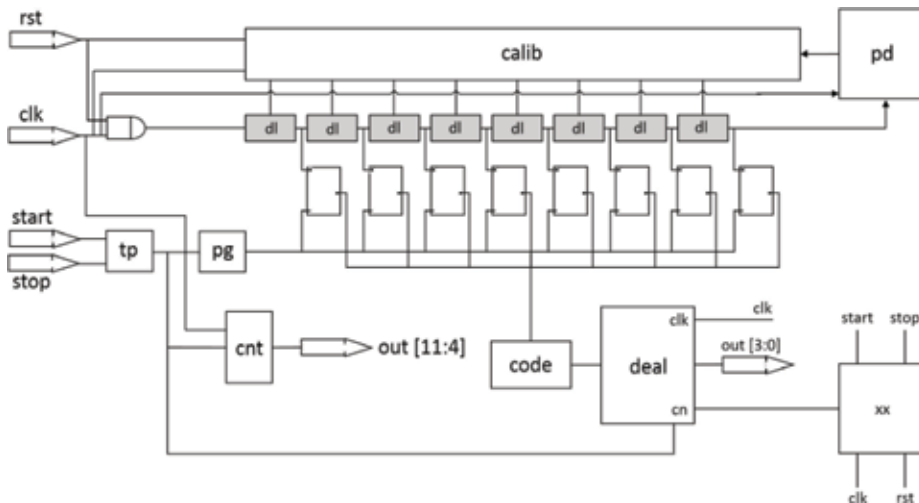 rst
calib
pd
clk
dl dl dl dl dl dl dl dl
start
tp
pg
stop
cnt
out [11:4]
code
deal
clk
clk
out [3:0]
cn
start stop
xx
clk rst